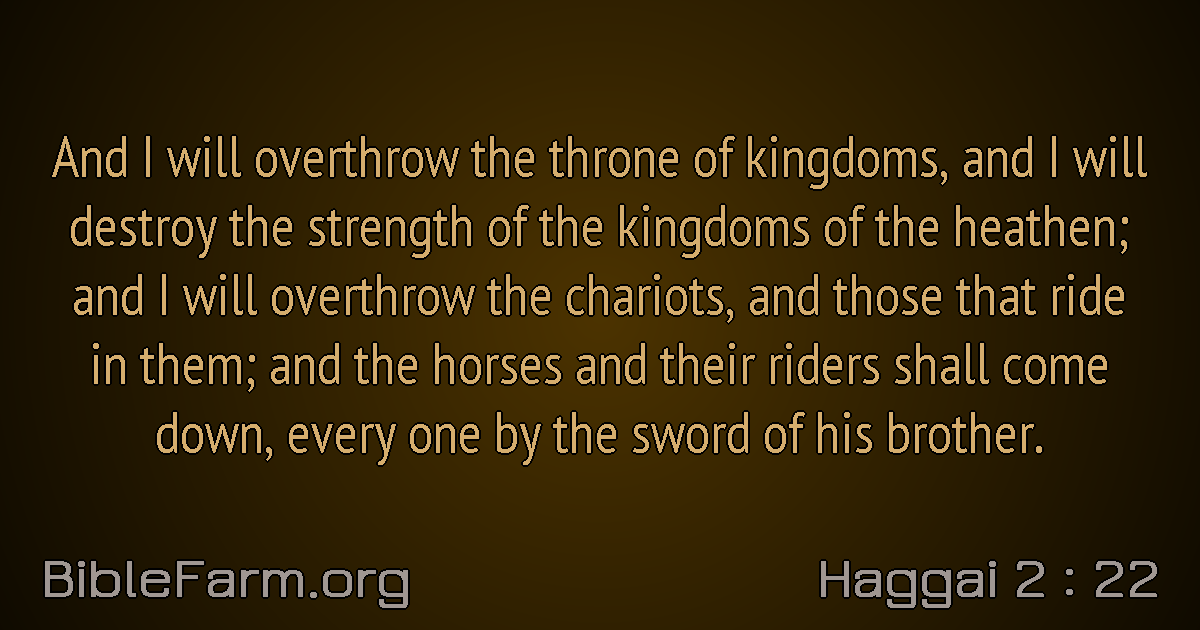 And I will overthrow the throne of kingdoms, and I will
destroy the strength of the kingdoms of the heathen;
and I will overthrow the chariots, and those that ride
in them; and the horses and their riders shall come
down, every one by the sword of his brother.
BibleFarm.org
Haggai 2 : 22